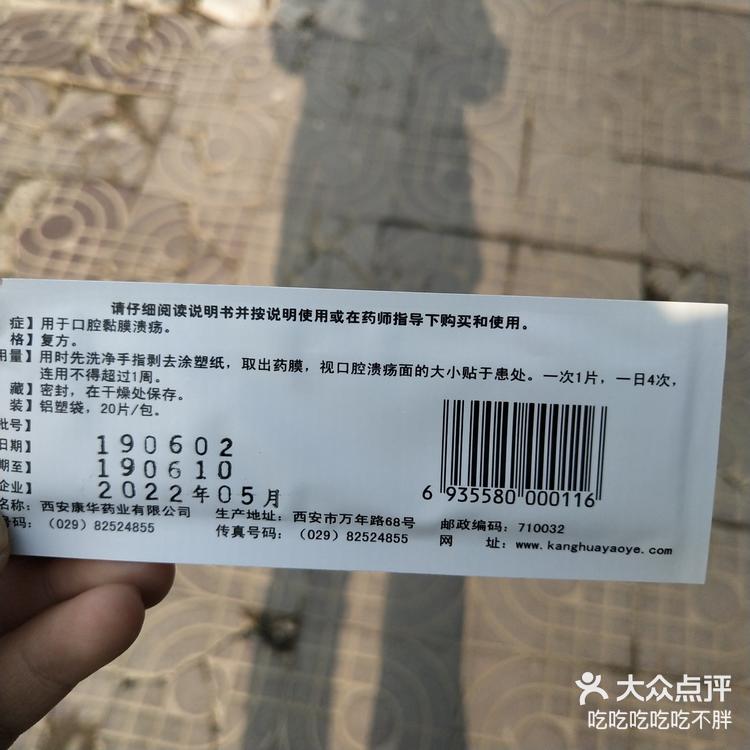 请仔细阅读说明书并按说明使用或在药师指导下购买和使用。
症】用于口腔黏膜溃疡。
格】复方。
用量】用时先洗净手指剥去涂塑纸，取出药膜，视口腔溃疡面的大小贴于患处。一次1片，一日4次，
连用不得超过1周。
藏】密封，在干燥处保存。
装】铝塑袋，20片/包。
批号】
日期】190602
期至】190610
企业】2022年05月
名称：西安康华药业有限公司 生产地址：西安市万年路68号 邮政编码：710032
号码：（029）82524855 传真号码：（029）82524855 网 址：www.kanghuayaoye.com
6 935580 000116
大众点评
吃吃吃吃吃不胖